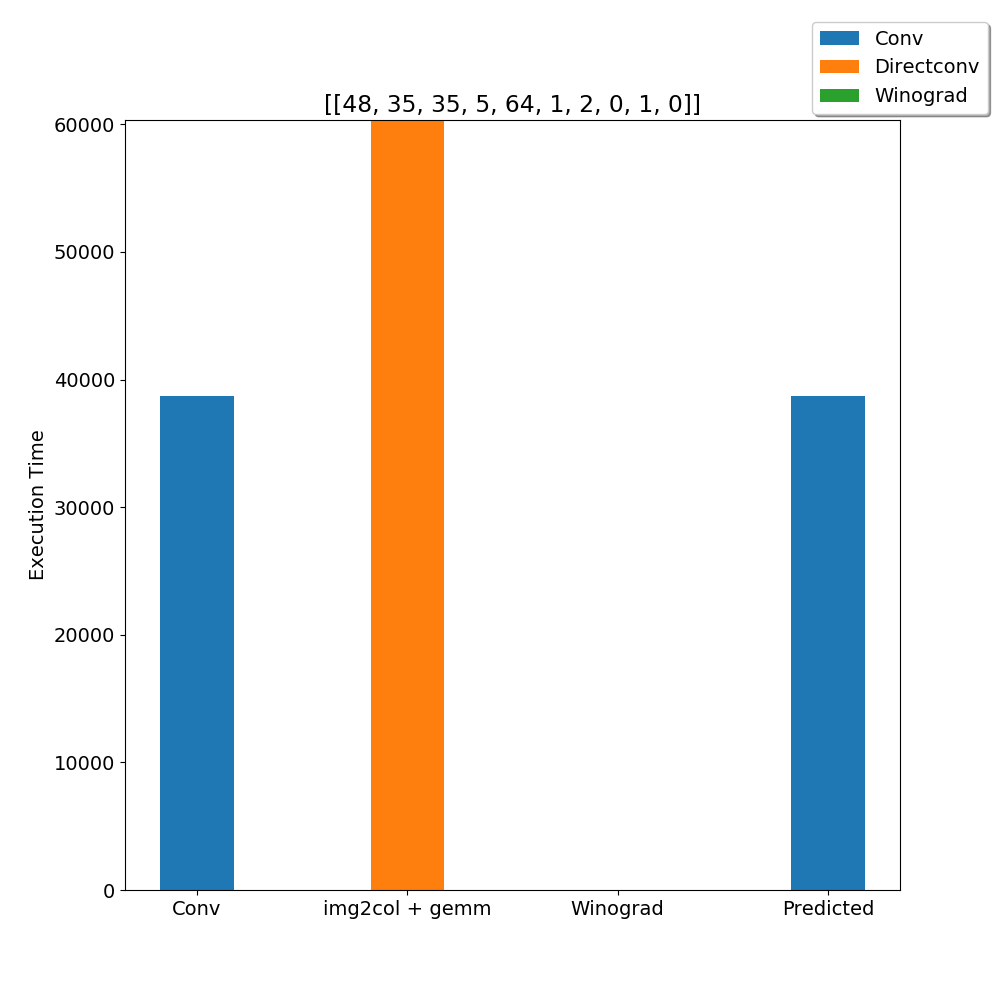 Conv
Directconv
Winograd
[[48, 35, 35, 5, 64, 1, 2, 0, 1, 0]]
60000
50000
40000
30000
20000
10000
0
Execution Time
Conv
img2col + gemm
Winograd
Predicted